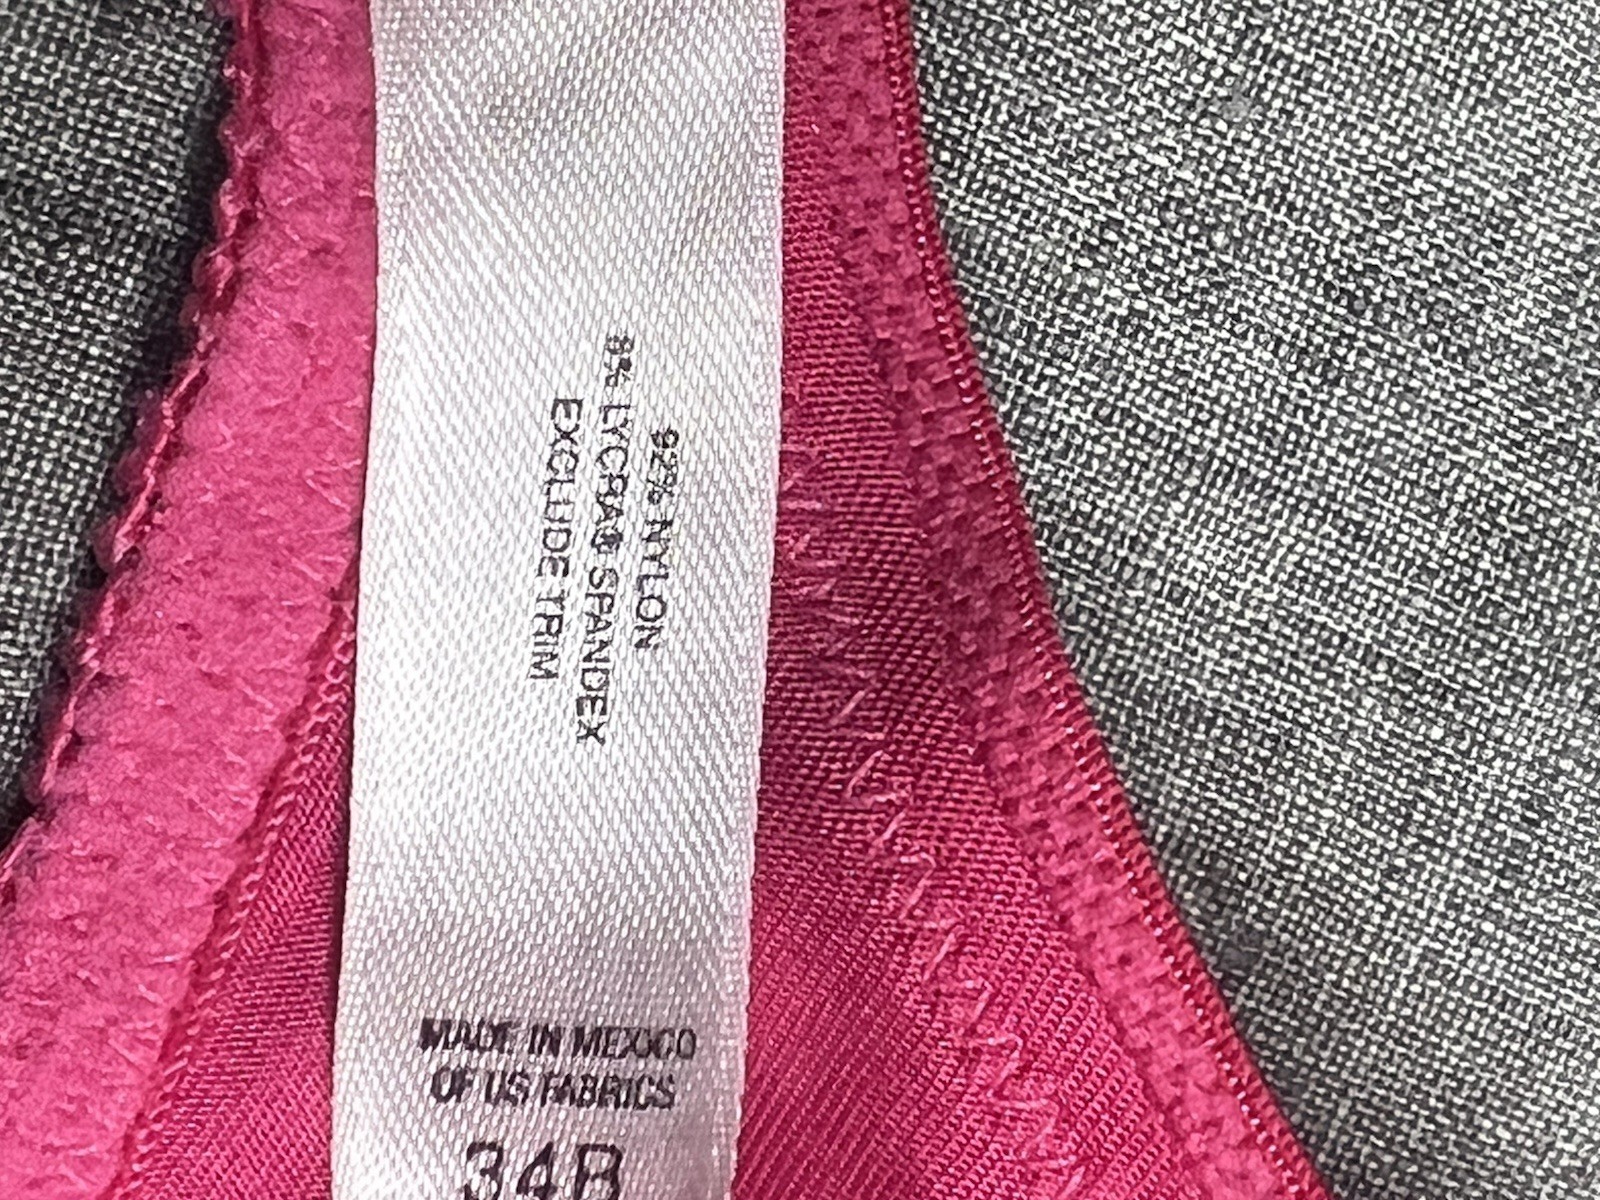 92% NYLON
8% LYCRA® SPANDEX
EXCLUDE TRIM
MADE IN MEXICO
OF US FABRICS
34B